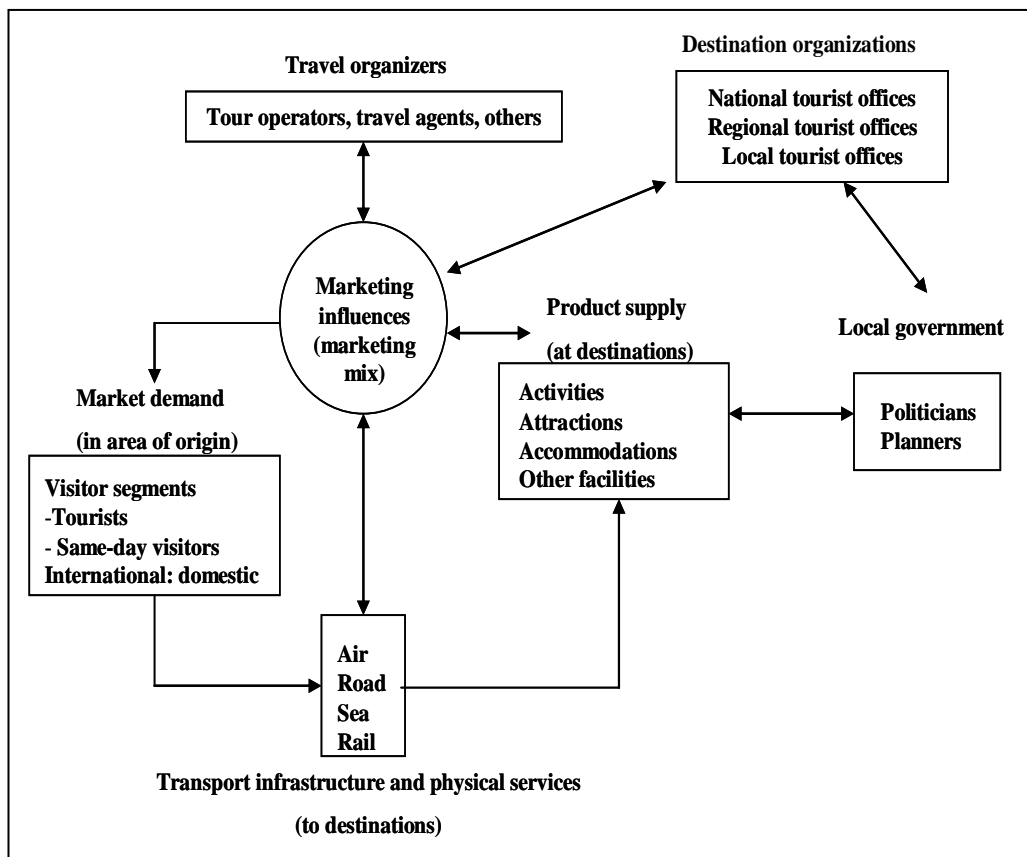 Travel organizers
Tour operators, travel agents, others
Destination organizations
National tourist offices
Regional tourist offices
Local tourist offices
Marketing
influences
(marketing
mix)
Product supply
(at destinations)
Activities
Attractions
Accommodations
Other facilities
Local government
Politicians
Planners
Market demand
(in area of origin)
Visitor segments
-Tourists
- Same-day visitors
International: domestic
Air
Road
Sea
Rail
Transport infrastructure and physical services
(to destinations)